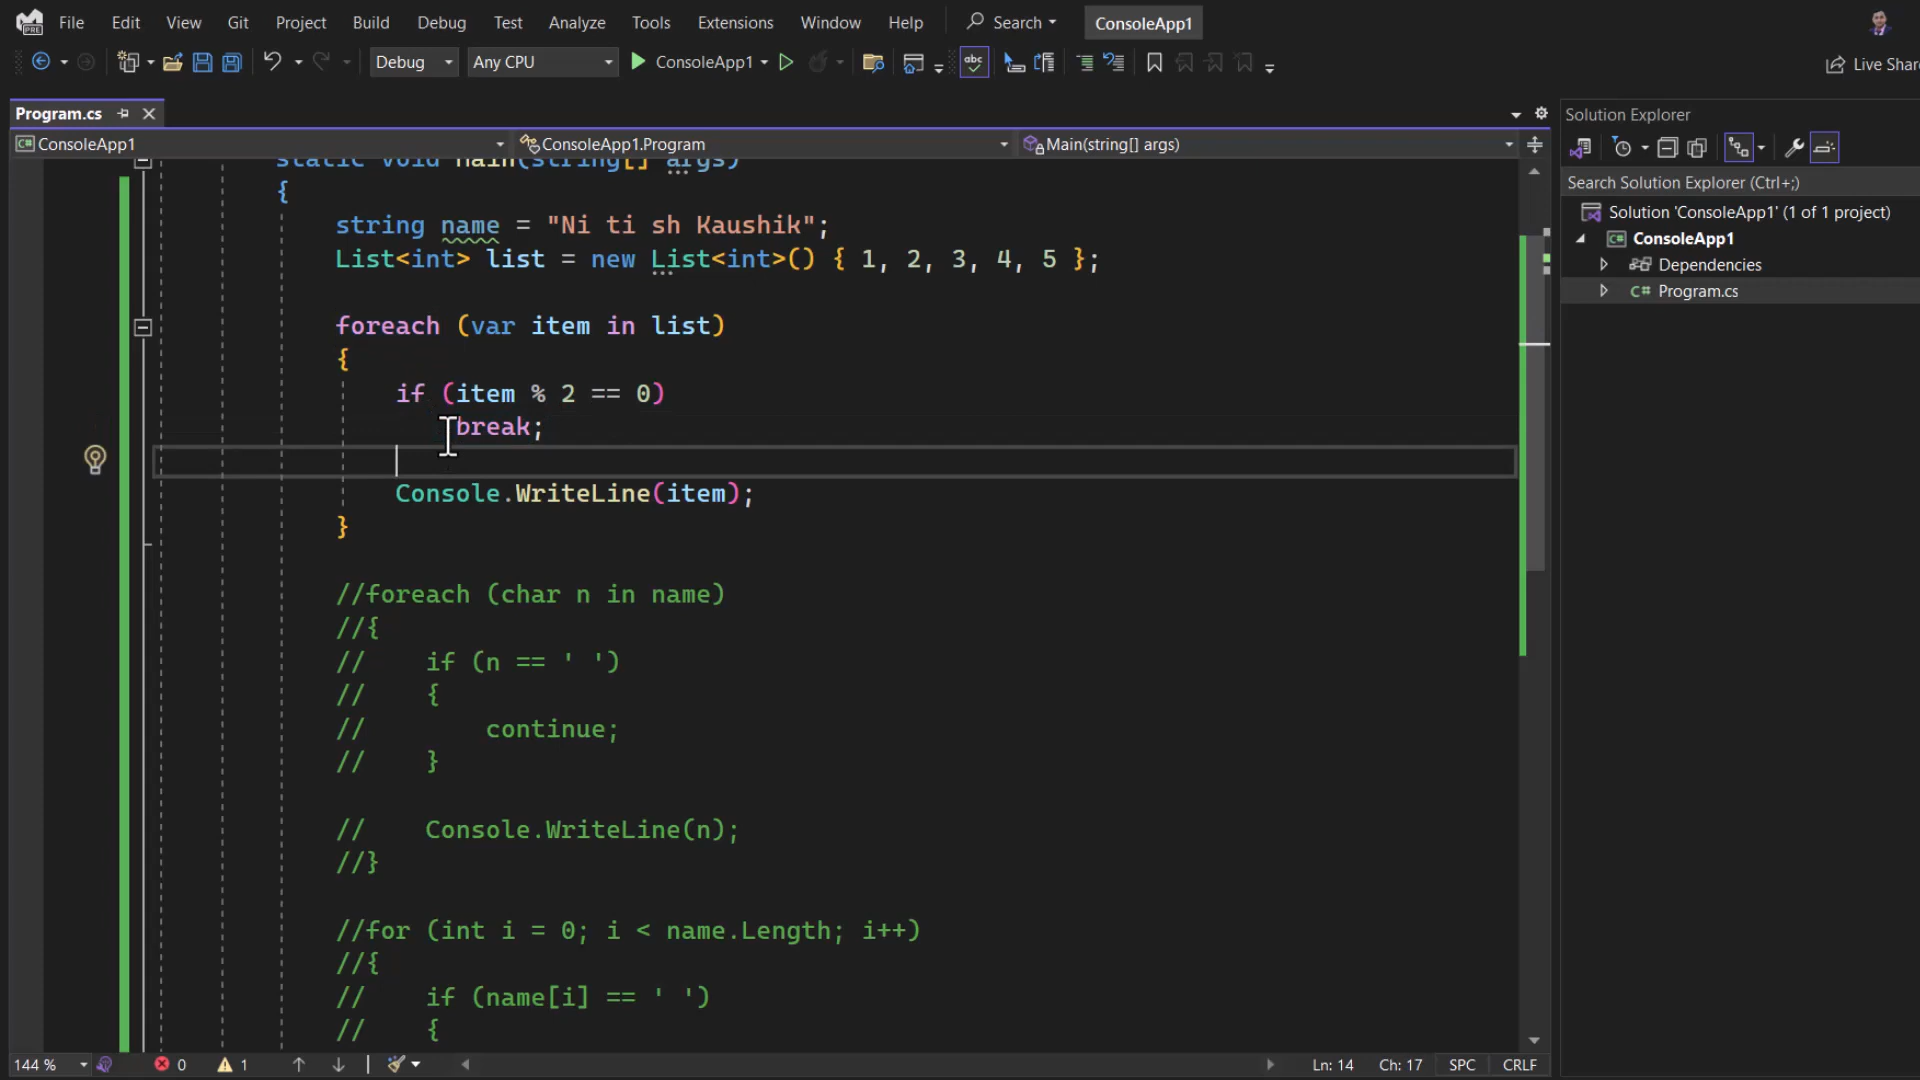 File Edit View Git Project Build Debug Test Analyze Tools Extensions Window Help Search ConsoleApp1
Debug Any CPU ConsoleApp1 Live Shar
Program.cs
ConsoleApp1 ConsoleApp1.Program Main(string[] args)
static void Main(string[] args)
{
string name = "Ni ti sh Kaushik";
List<int> list = new List<int>() { 1, 2, 3, 4, 5 };
foreach (var item in list)
{
if (item % 2 == 0)
break;
Console.WriteLine(item);
}
//foreach (char n in name)
//{
// if (n == ' ')
// {
// continue;
// }
// Console.WriteLine(n);
//}
//for (int i = 0; i < name.Length; i++)
//{
// if (name[i] == ' ')
// {
144 % 0 1 Ln: 14 Ch: 17 SPC CRLF
Solution Explorer
Search Solution Explorer (Ctrl+;)
Solution 'ConsoleApp1' (1 of 1 project)
C# ConsoleApp1
Dependencies
C# Program.cs